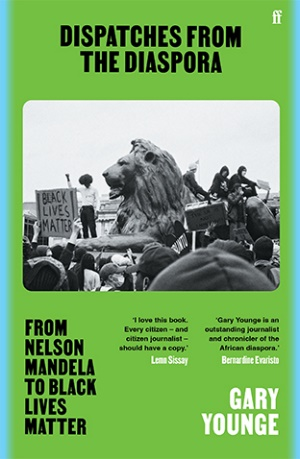 ff
DISPATCHES FROM
THE DIASPORA
BLACK
LIVES
MATTER
FROM
NELSON
MANDELA
TO BLACK
LIVES
MATTER
‘I love this book.
Every citizen – and
citizen journalist –
should have a copy.’
Lemn Sissay
‘Gary Younge is an
outstanding journalist
and chronicler of the
African diaspora.’
Bernardine Evaristo
GARY
YOUNGE